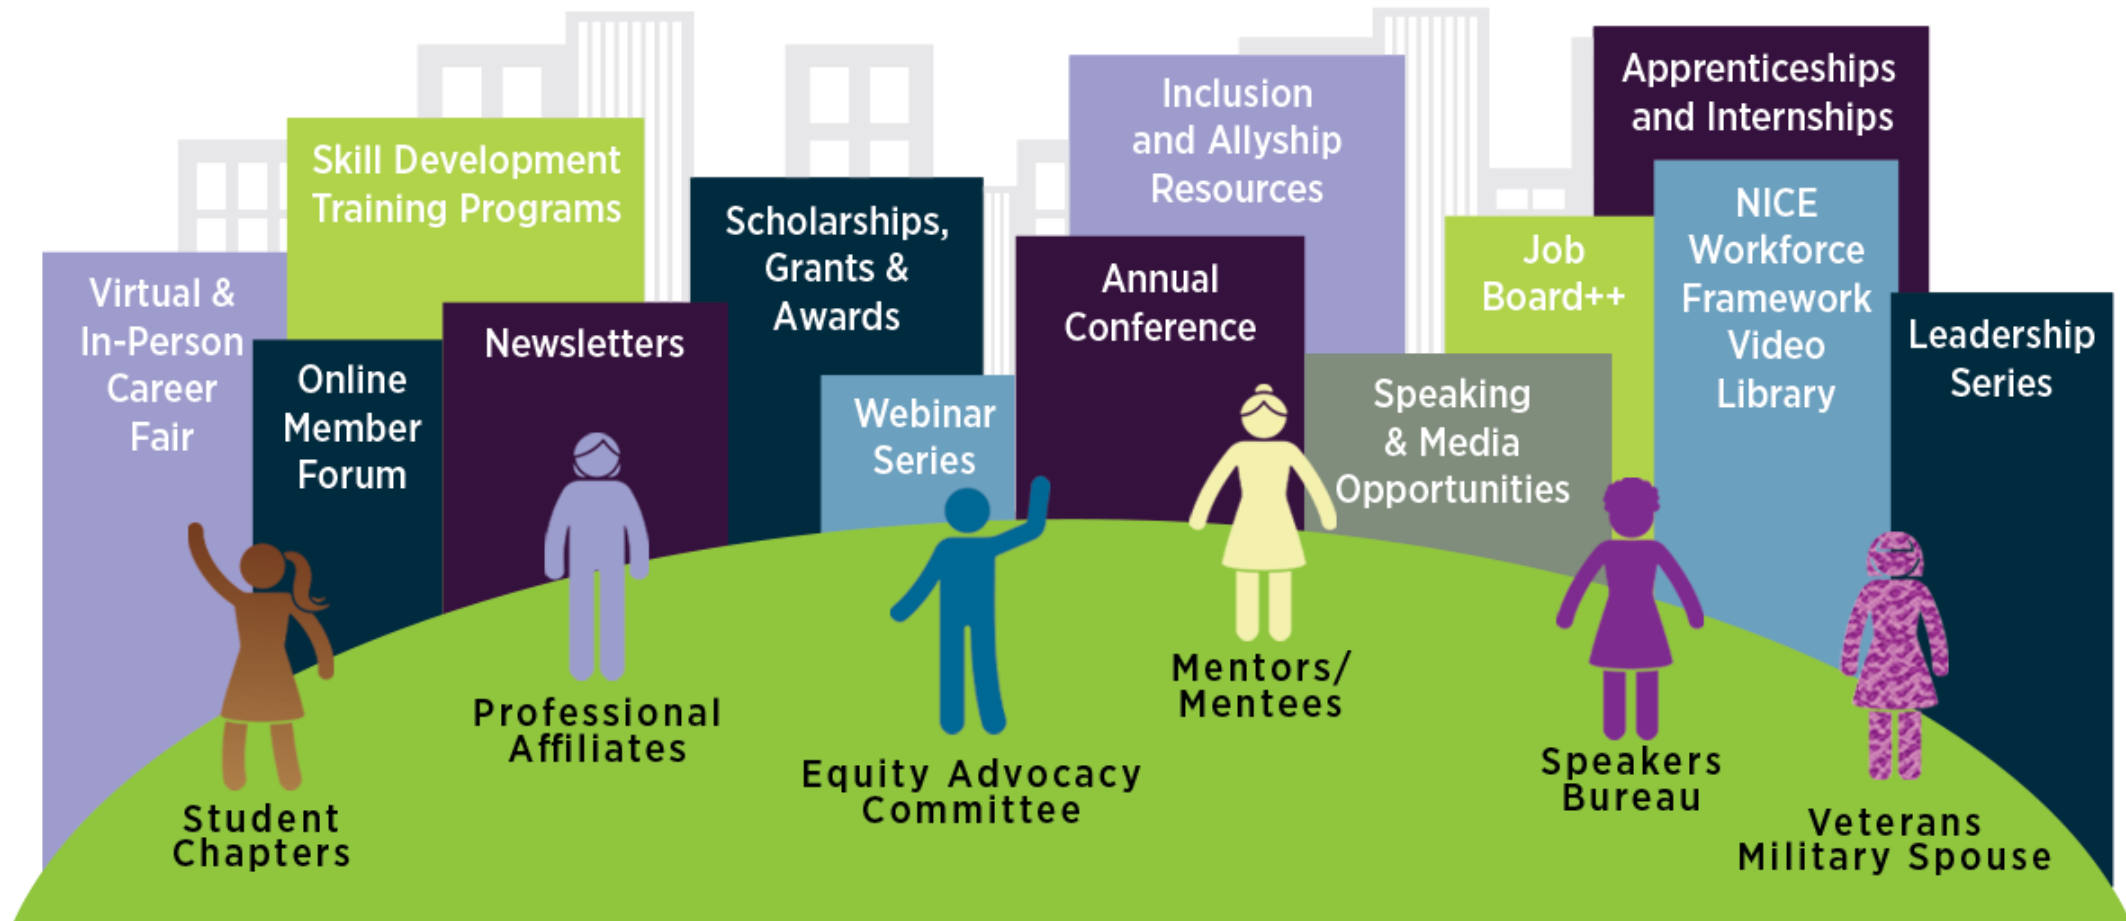 Virtual &
In-Person
Career
Fair
Skill Development
Training Programs
Online
Member
Forum
Newsletters
Scholarships,
Grants &
Awards
Webinar
Series
Annual
Conference
Inclusion
and Allyship
Resources
Speaking
& Media
Opportunities
Job
Board++
Apprenticeships
and Internships
NICE
Workforce
Framework
Video
Library
Leadership
Series
Student
Chapters
Professional
Affiliates
Equity Advocacy
Committee
Mentors/
Mentees
Speakers
Bureau
Veterans
Military Spouse